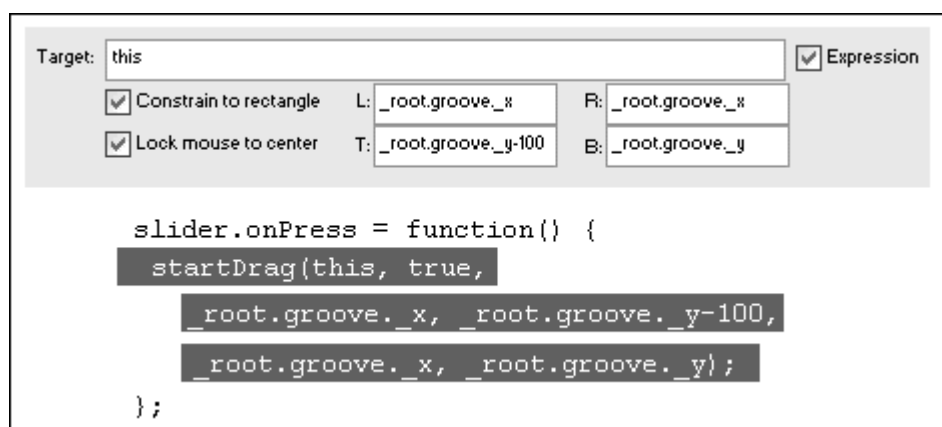 Target: this Expression
Constrain to rectangle L: _root.groove._x R: _root.groove._x
Lock mouse to center T: _root.groove._y-100 B: _root.groove._y
slider.onPress = function() {
startDrag(this, true,
_root.groove._x, _root.groove._y-100,
_root.groove._x, _root.groove._y);
};